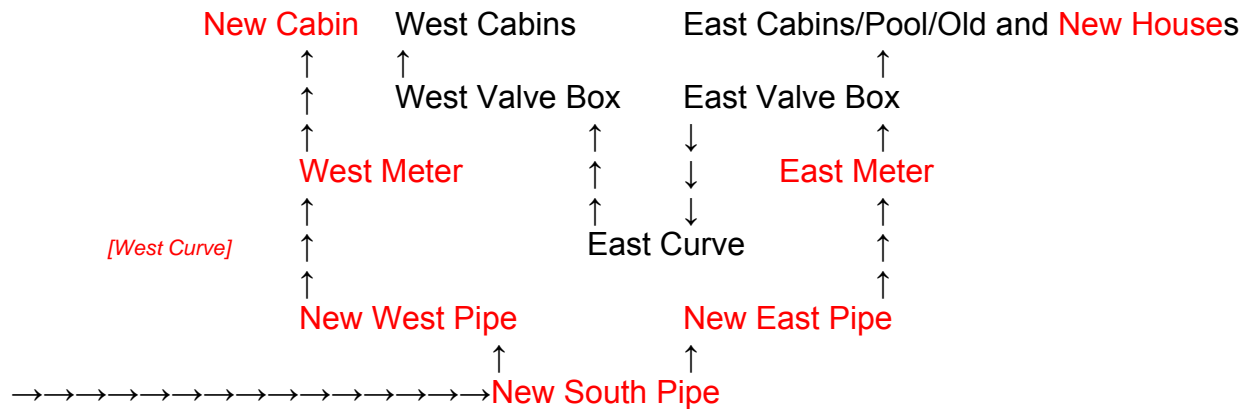 New Cabin West Cabins East Cabins/Pool/Old and New Houses
↑ ↑ ↑
↑ West Valve Box East Valve Box
↑ ↑ ↓ ↑
West Meter ↑ ↓ East Meter
↑ ↑ ↓ ↑
[West Curve] ↑ East Curve ↑
↑ ↑
New West Pipe New East Pipe
↑ ↑
→→→→→→→→→→→→→→→New South Pipe